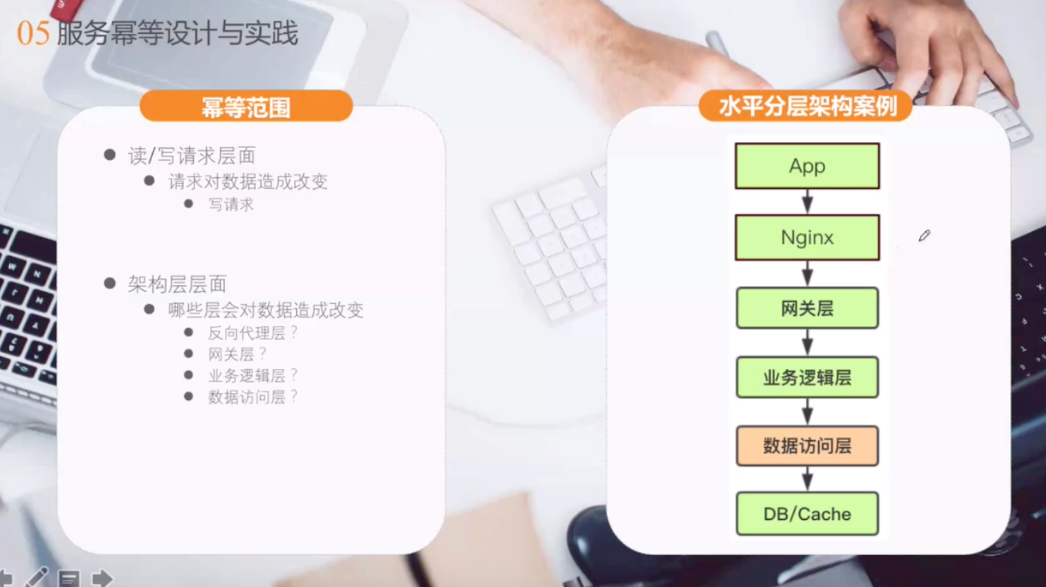 05 服务幂等设计与实践
幂等范围
读/写请求层面
请求对数据造成改变
写请求
架构层层面
哪些层会对数据造成改变
反向代理层？
网关层？
业务逻辑层？
数据访问层？
水平分层架构案例
App
Nginx
网关层
业务逻辑层
数据访问层
DB/Cache